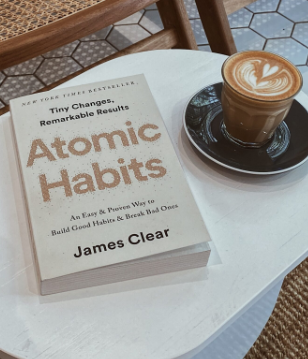 A NEW YORK TIMES BESTSELLER
Tiny Changes,
Remarkable Results
Atomic
Habits
An Easy & Proven Way to
Build Good Habits & Break Bad Ones
James Clear